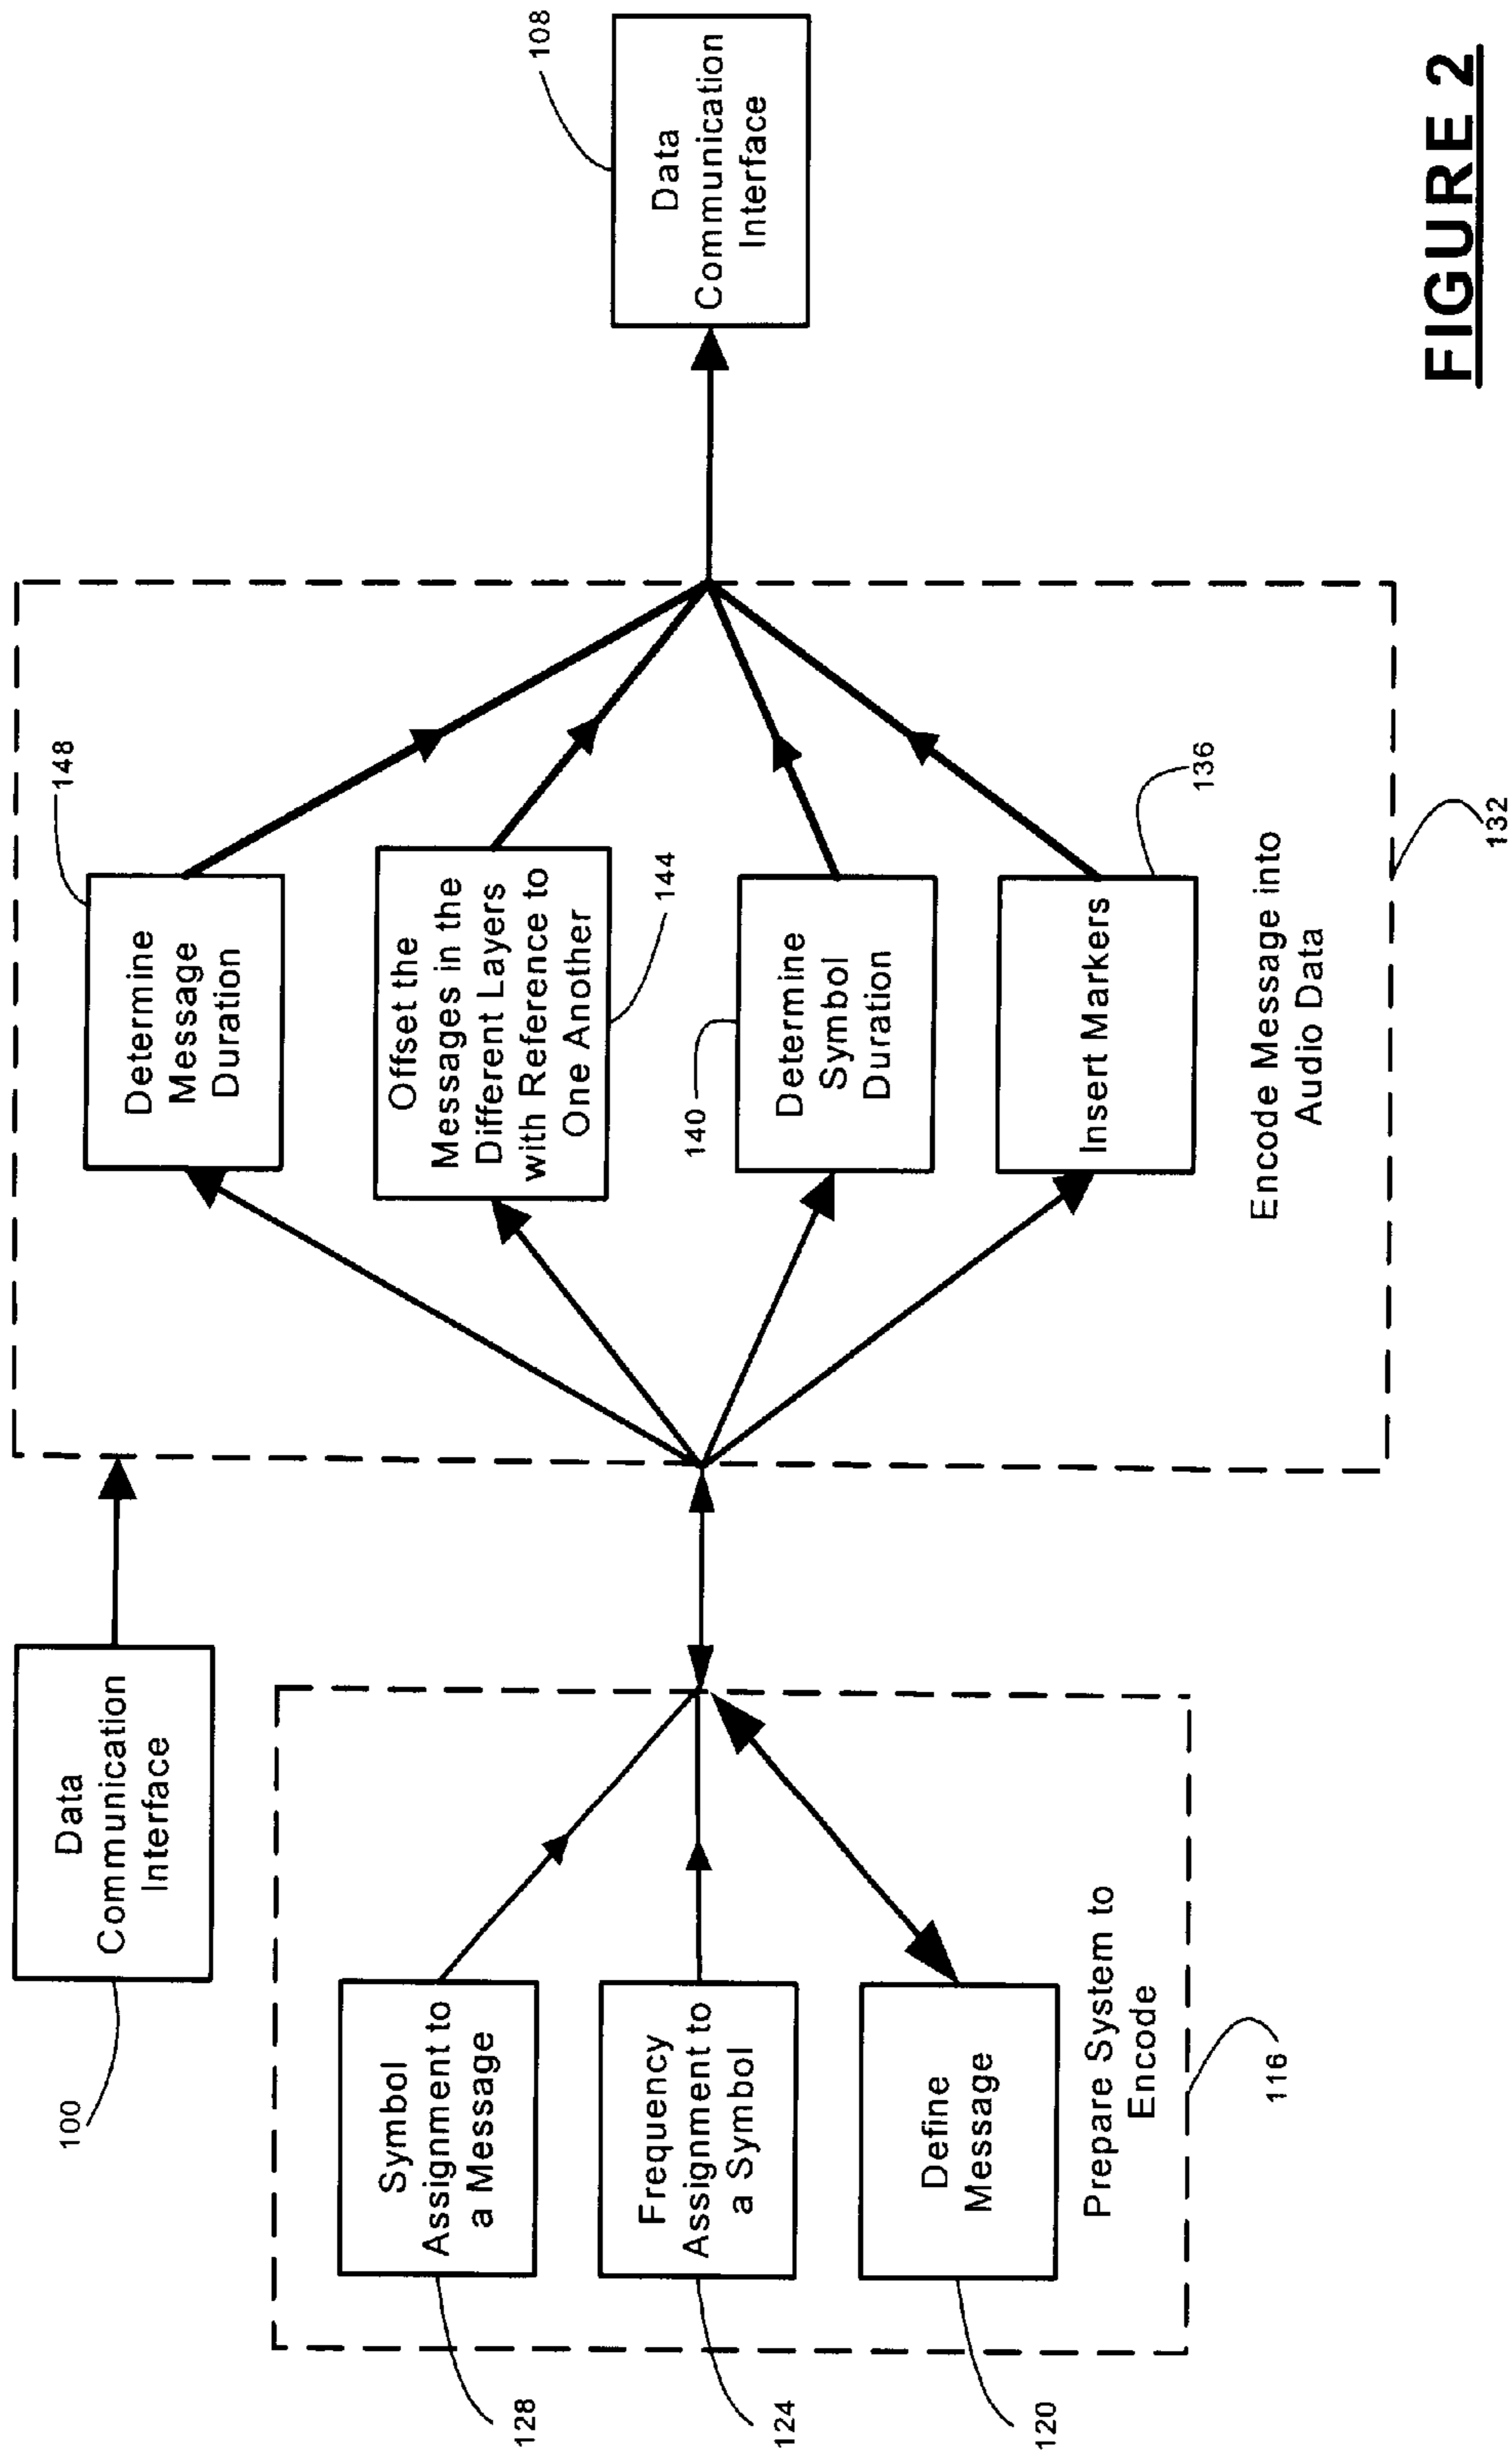 100
Data
Communication
Interface
128
Symbol
Assignment to
a Message
124
Frequency
Assignment to
a Symbol
120
Define
Message
Prepare System to
Encode
116
148
Determine
Message
Duration
Offset the
Messages in the
Different Layers
with Reference to
One Another
144
140
Determine
Symbol
Duration
Insert Markers
136
Encode Message into
Audio Data
132
108
Data
Communication
Interface
FIGURE 2